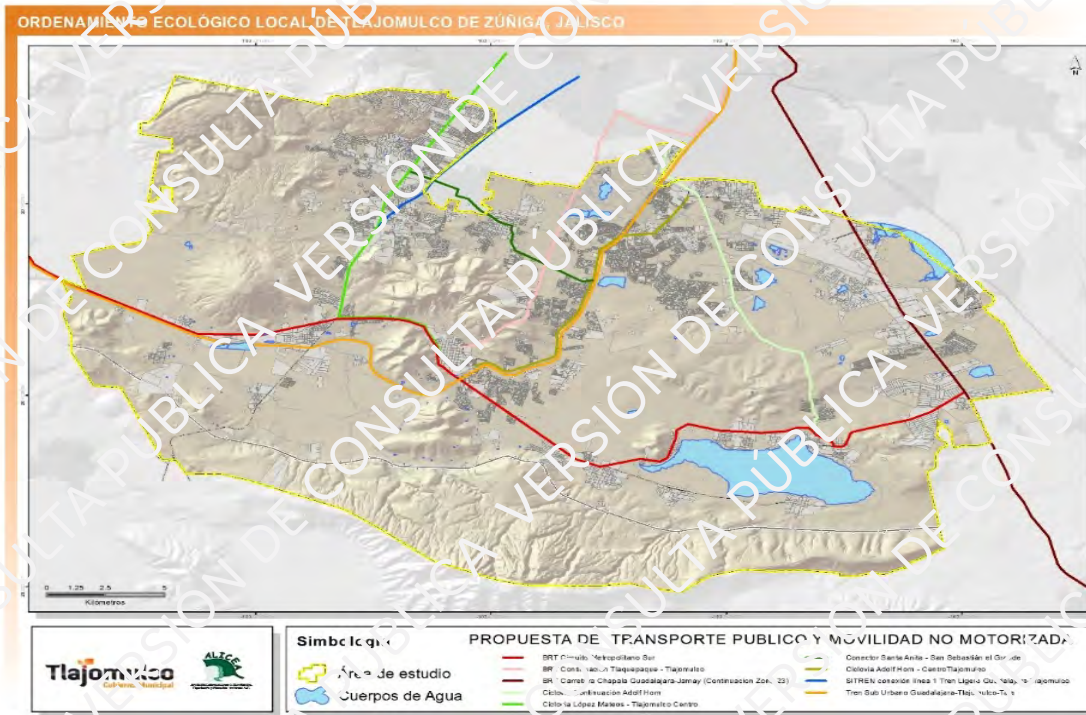 ORDENAMIENTO ECOLÓGICO LOCAL DE TLAJOMULCO DE ZÚÑIGA, JALISCO
VERSIÓN DE CONSULTA PÚBLICA
N
0 1.25 2.5 5
Kilometros
Tlajomulco
Gobierno Municipal
ALICA
Simbología
Área de estudio
Cuerpos de Agua
PROPUESTA DE TRANSPORTE PUBLICO Y MOVILIDAD NO MOTORIZADA
BRT Circuito Metropolitano Sur
BRT Continuación Tlaquepaque - Tlajomulco
BRT Carretera Chapala Guadalajara-Jamay (Continuacion Zona 23)
Ciclovia Continuación Adolf Horn
Ciclovia López Mateos - Tlajomulco Centro
Conector Santa Anita - San Sebastián el Grande
Ciclovia Adolf Horn - Centro Tlajomulco
SITREN conexión línea 1 Tren Ligero Guadalajara-Tlajomulco
Tren Sub Urbano Guadalajara-Tlajomulco-